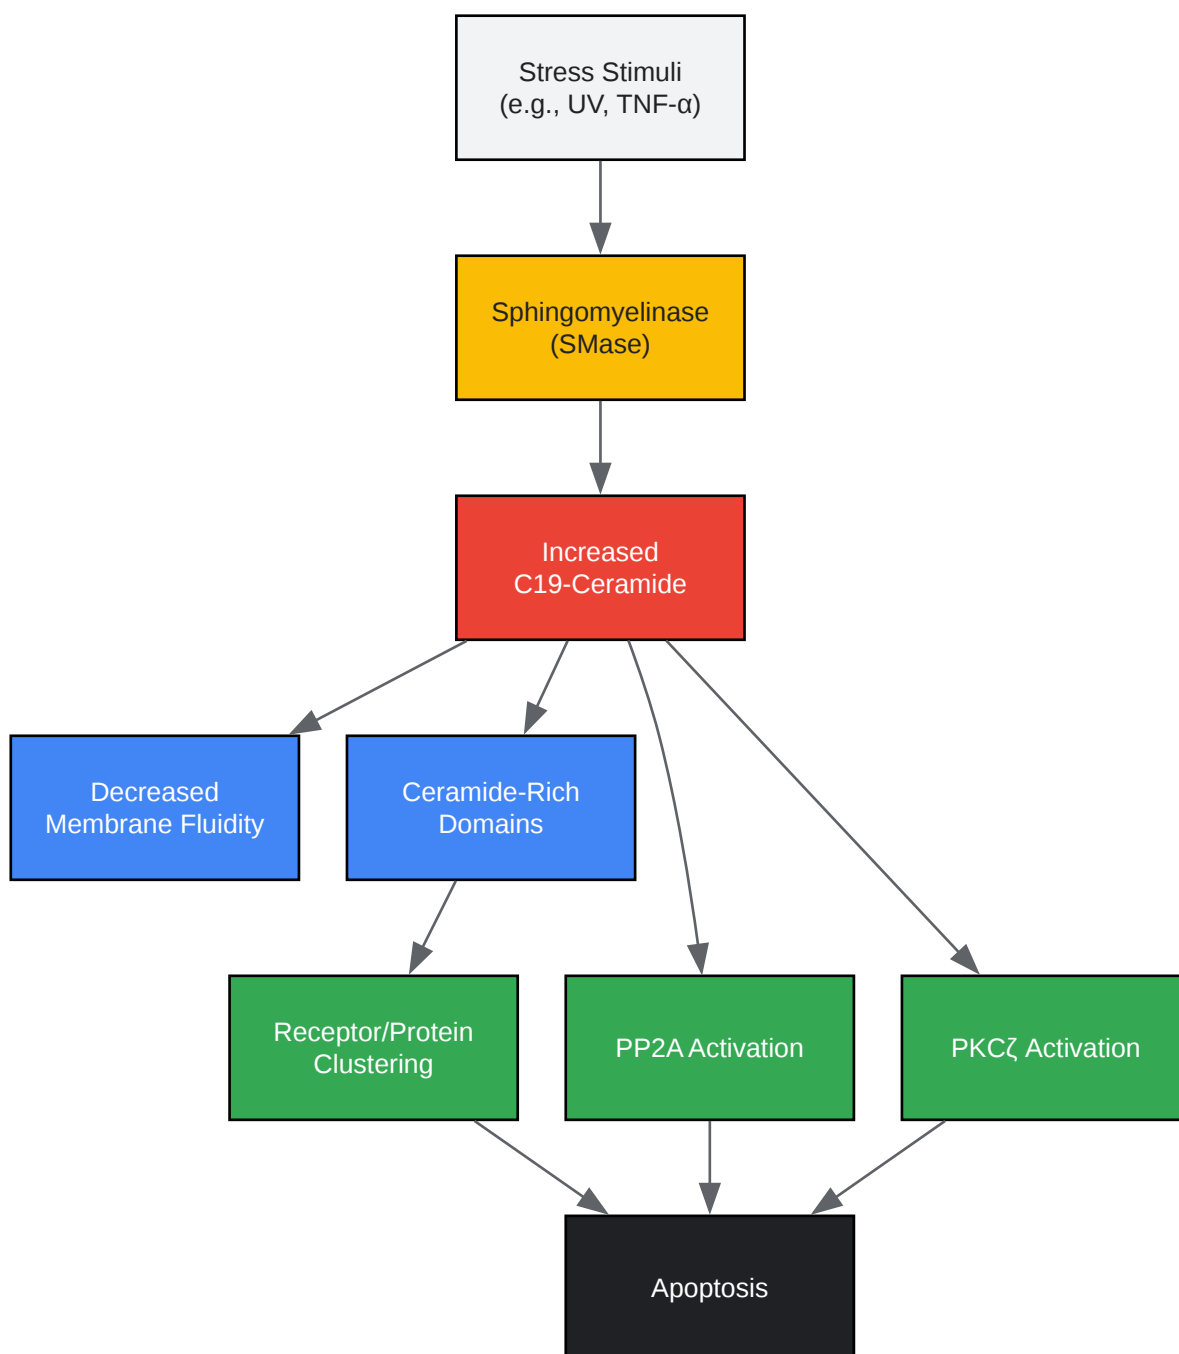 Stress Stimuli
(e.g., UV, TNF-α)
Sphingomyelinase
(SMase)
Increased
C19-Ceramide
Decreased
Membrane Fluidity
Ceramide-Rich
Domains
Receptor/Protein
Clustering
PP2A Activation
PKCζ Activation
Apoptosis